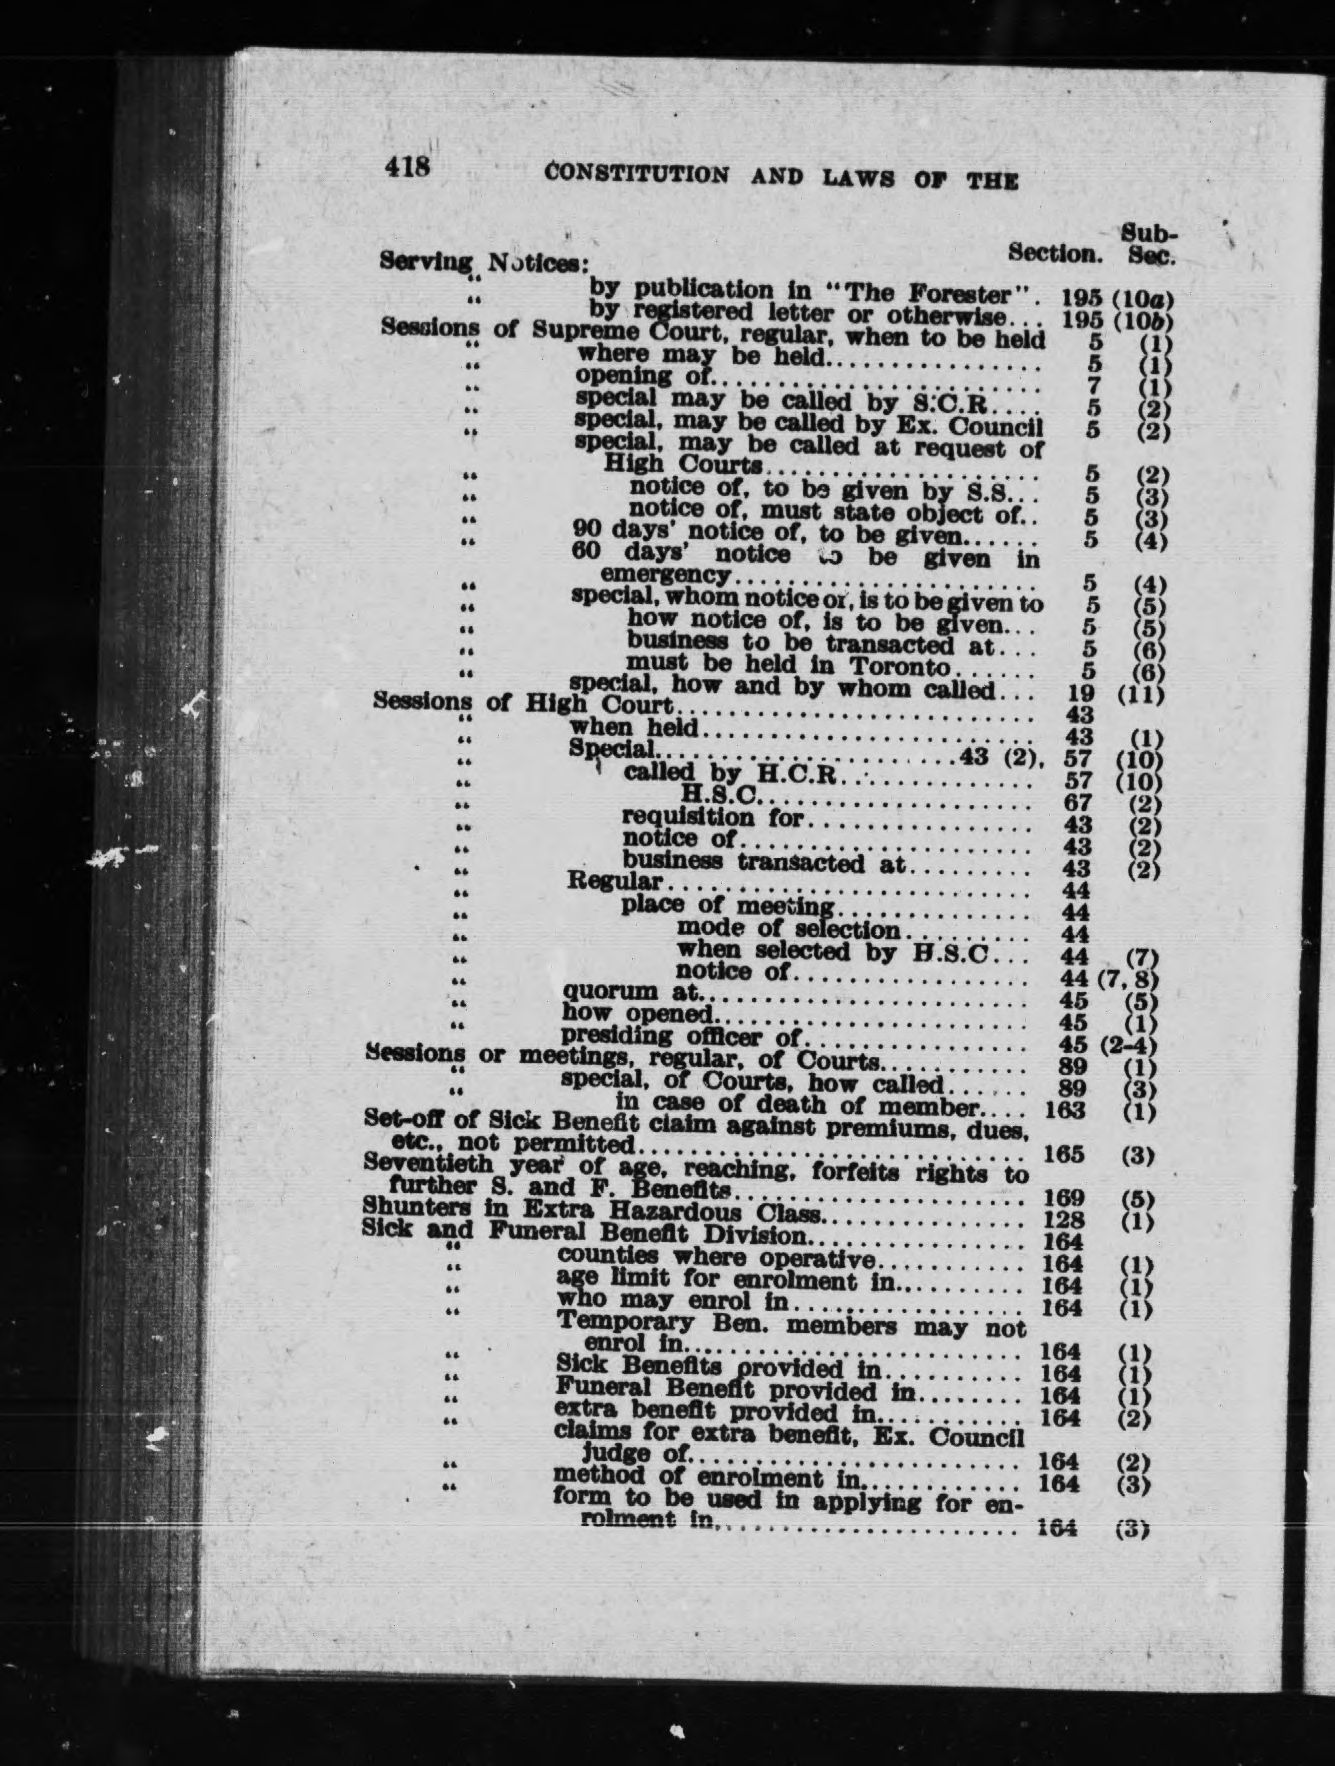 418 CONSTITUTION AND LAWS OF THE
Sub-
Section. Sec.
Serving Notices:
“ by publication in “The Forester”. 195 (10a)
“ by registered letter or otherwise... 195 (10b)
Sessions of Supreme Court, regular, when to be held 5 (1)
“ where may be held................ 5 (1)
“ opening of........................ 7 (1)
“ special may be called by S.C.R.... 5 (2)
“ special, may be called by Ex. Council 5 (2)
“ special, may be called at request of
High Courts.................... 5 (2)
“ notice of, to be given by S.S... 5 (3)
“ notice of, must state object of.. 5 (3)
“ 90 days' notice of, to be given...... 5 (4)
“ 60 days' notice to be given in
emergency...................... 5 (4)
“ special, whom notice of, is to be given to 5 (5)
“ how notice of, is to be given... 5 (5)
“ business to be transacted at... 5 (6)
“ must be held in Toronto...... 5 (6)
“ special, how and by whom called... 19 (11)
Sessions of High Court.......................... 43
“ when held........................ 43 (1)
“ Special.......................43 (2), 57 (10)
“ called by H.C.R............... 57 (10)
“ H.S.C..................... 67 (2)
“ requisition for................ 43 (2)
“ notice of..................... 43 (2)
“ business transacted at......... 43 (2)
“ Regular.......................... 44
“ place of meeting.............. 44
“ mode of selection......... 44
“ when selected by H.S.C... 44 (7)
“ notice of................. 44 (7, 8)
“ quorum at........................ 45 (5)
“ how opened....................... 45 (1)
“ presiding officer of................ 45 (2-4)
Sessions or meetings, regular, of Courts........... 89 (1)
“ special, of Courts, how called...... 89 (3)
“ in case of death of member.... 163 (1)
Set-off of Sick Benefit claim against premiums, dues,
etc., not permitted............................ 165 (3)
Seventieth year of age, reaching, forfeits rights to
further S. and F. Benefits..................... 169 (5)
Shunters in Extra Hazardous Class............... 128 (1)
Sick and Funeral Benefit Division................ 164
“ counties where operative........... 164 (1)
“ age limit for enrolment in.......... 164 (1)
“ who may enrol in................. 164 (1)
“ Temporary Ben. members may not
enrol in......................... 164 (1)
“ Sick Benefits provided in.......... 164 (1)
“ Funeral Benefit provided in........ 164 (1)
“ extra benefit provided in........... 164 (2)
“ claims for extra benefit, Ex. Council
judge of........................ 164 (2)
“ method of enrolment in............ 164 (3)
“ form to be used in applying for en-
rolment in...................... 164 (3)